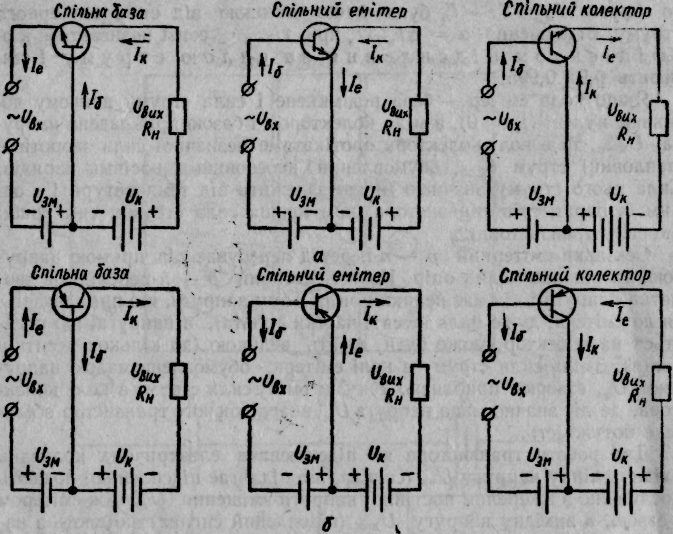 Спільна база
Спільний емітер
Спільний колектор
Iе
Iк
Iб
~Uвх
Uвих
Rн
Uзм
+
Uк
+
Iб
Iк
Iе
~Uвх
Uвих
Rн
Uзм
+
Uк
+
Iб
Iе
Iк
~Uвх
Uвих
Rн
Uзм
+
Uк
+ −
а
Спільна база
Спільний емітер
Спільний колектор
Iе
Iк
Iб
~Uвх
Uвих
Rн
Uзм
+ −
Uк
+ −
Iб
Iк
Iе
~Uвх
Uвих
Rн
Uзм
− +
Uк
+ −
Iб
Iе
Iк
~Uвх
Uвих
Rн
Uзм
− +
Uк
− +
б